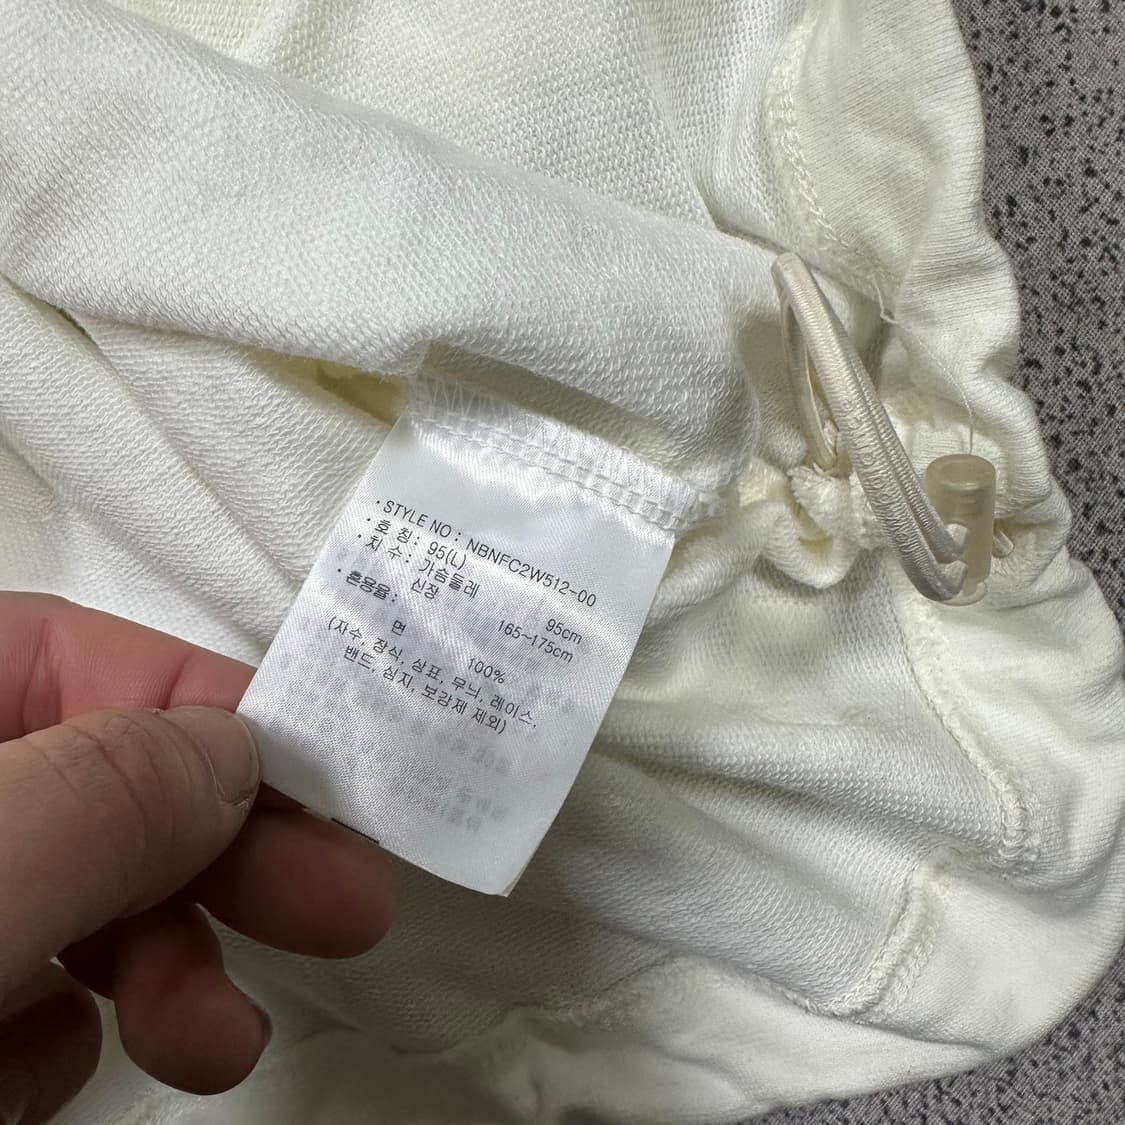 · STYLE NO : NBNFC2W512-00
· 호 칭 : 95(L)
· 치 수 : 가슴둘레 95cm
신장 165~175cm
· 혼용율 :
면 100%
(자수, 장식, 상표, 무늬, 레이스,
밴드, 심지, 보강제 제외)